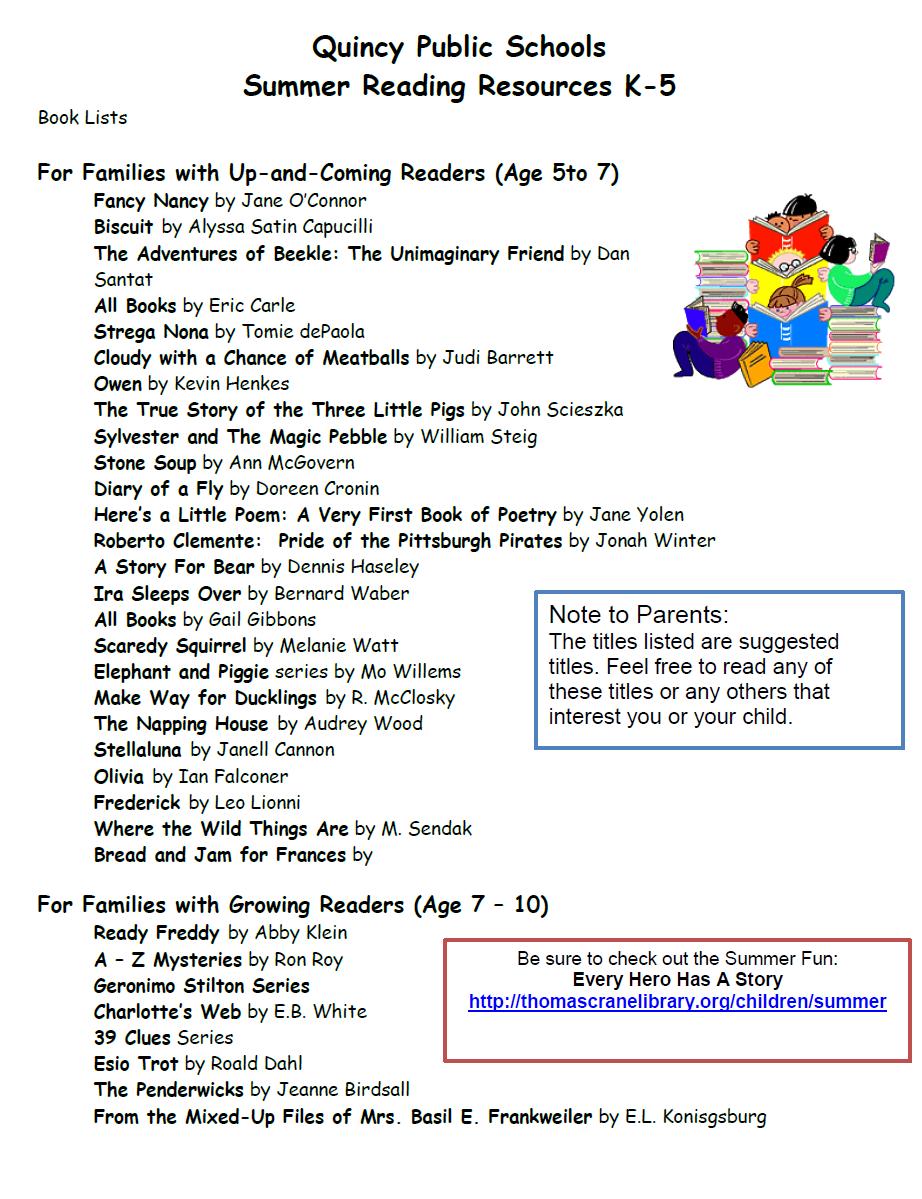 Quincy Public Schools
Summer Reading Resources K-5
Book Lists
For Families with Up-and-Coming Readers (Age 5to 7)
Fancy Nancy by Jane O'Connor
Biscuit by Alyssa Satin Capucilli
The Adventures of Beekle: The Unimaginary Friend by Dan
Santat
All Books by Eric Carle
Strega Nona by Tomie dePaola
Cloudy with a Chance of Meatballs by Judi Barrett
Owen by Kevin Henkes
The True Story of the Three Little Pigs by John Scieszka
Sylvester and The Magic Pebble by William Steig
Stone Soup by Ann McGovern
Diary of a Fly by Doreen Cronin
Here's a Little Poem: A Very First Book of Poetry by Jane Yolen
Roberto Clemente:  Pride of the Pittsburgh Pirates by Jonah Winter
A Story For Bear by Dennis Haseley
Ira Sleeps Over by Bernard Waber
All Books by Gail Gibbons
Scaredy Squirrel by Melanie Watt
Elephant and Piggie series by Mo Willems
Make Way for Ducklings by R. McClosky
The Napping House by Audrey Wood
Stellaluna by Janell Cannon
Olivia by Ian Falconer
Frederick by Leo Lionni
Where the Wild Things Are by M. Sendak
Bread and Jam for Frances by
Note to Parents:
The titles listed are suggested
titles. Feel free to read any of
these titles or any others that
interest you or your child.
For Families with Growing Readers (Age 7 – 10)
Ready Freddy by Abby Klein
A – Z Mysteries by Ron Roy
Geronimo Stilton Series
Charlotte's Web by E.B. White
39 Clues Series
Esio Trot by Roald Dahl
The Penderwicks by Jeanne Birdsall
From the Mixed-Up Files of Mrs. Basil E. Frankweiler by E.L. Konisgsburg
Be sure to check out the Summer Fun:
Every Hero Has A Story
http://thomascranelibrary.org/children/summer